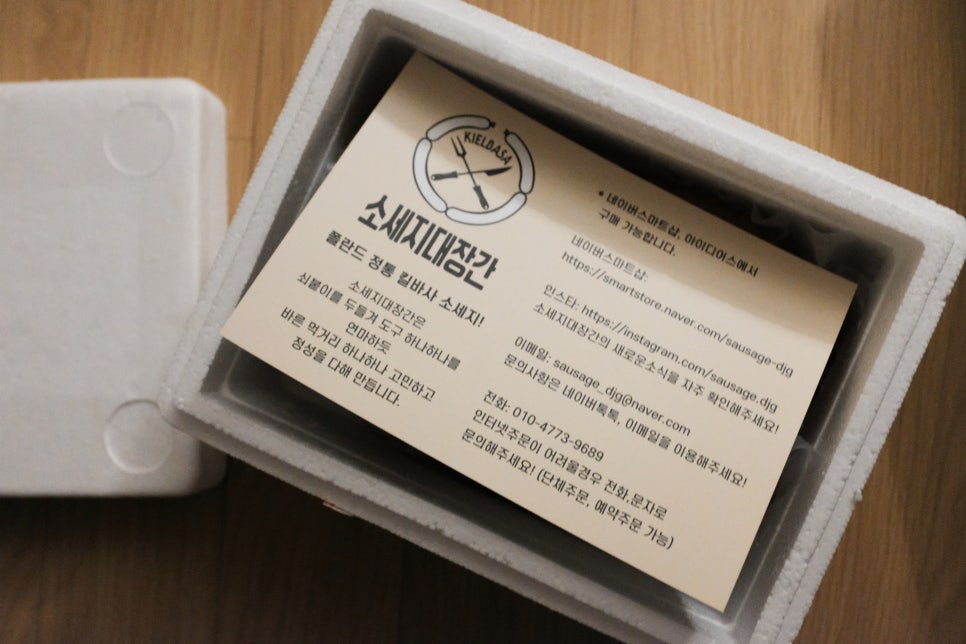 KIELBASA
소세지대장간
폴란드 정통 킬바사 소세지!
소세지대장간은
쇠붙이를 두들겨 도구 하나하나를
연마하듯
바른 먹거리 하나하나 고민하고
정성을 다해 만듭니다.
* 네이버스마트샵, 아이디어스에서
구매 가능합니다.
네이버스마트샵:
https://smartstore.naver.com/sausage-djg
인스타: https://instagram.com/sausage.djg
소세지대장간의 새로운소식을 자주 확인해주세요!
이메일: sausage_djg@naver.com
문의사항은 네이버톡톡, 이메일을 이용해주세요!
전화: 010-4773-9689
인터넷주문이 어려울경우 전화,문자로
문의해주세요! (단체주문, 예약주문 가능)